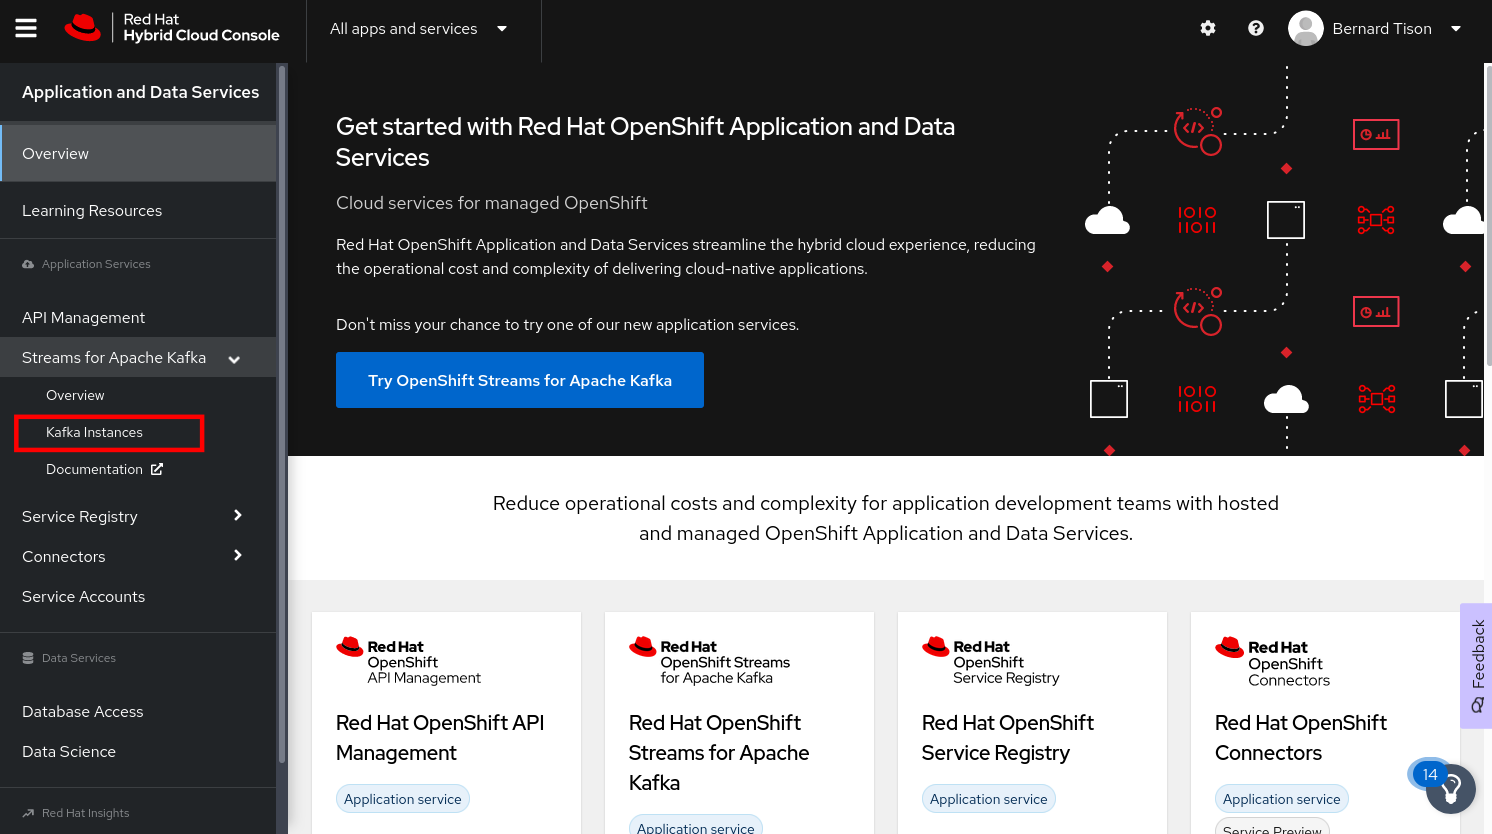 Red Hat
Hybrid Cloud Console
All apps and services
Bernard Tison
Application and Data Services
Overview
Learning Resources
Application Services
API Management
Streams for Apache Kafka
Overview
Kafka Instances
Documentation
Service Registry
Connectors
Service Accounts
Data Services
Database Access
Data Science
Red Hat Insights
Get started with Red Hat OpenShift Application and Data
Services
Cloud services for managed OpenShift
Red Hat OpenShift Application and Data Services streamline the hybrid cloud experience, reducing
the operational cost and complexity of delivering cloud-native applications.
Don't miss your chance to try one of our new application services.
Try OpenShift Streams for Apache Kafka
1010
11011
1010
11011
Reduce operational costs and complexity for application development teams with hosted
and managed OpenShift Application and Data Services.
Red Hat
OpenShift
API Management
Red Hat OpenShift API
Management
Application service
Red Hat
OpenShift Streams
for Apache Kafka
Red Hat OpenShift
Streams for Apache
Kafka
Application service
Red Hat
OpenShift
Service Registry
Red Hat OpenShift
Service Registry
Application service
Red Hat
OpenShift
Connectors
Red Hat OpenShift
Connectors
Application service
Service Preview
Feedback
14